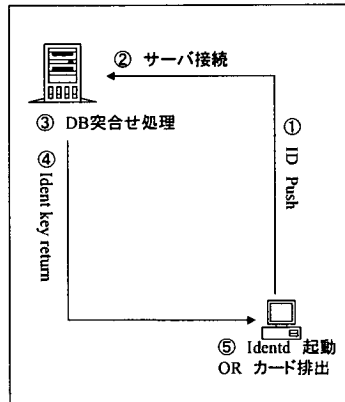 ② サーバ接続
③ DB突合せ処理
① ID Push
④ Ident key return
⑤ Identd 起動
OR カード排出